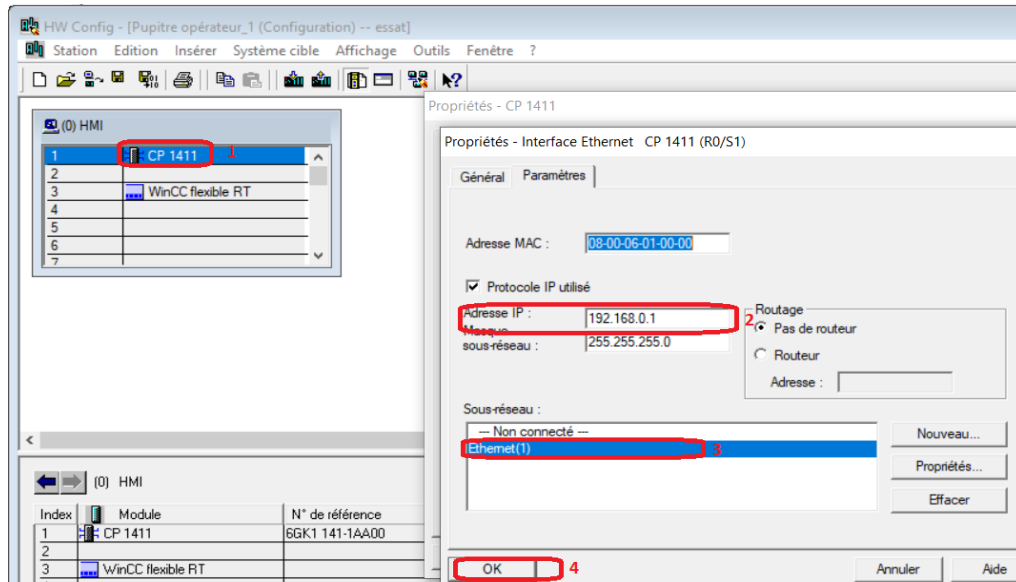 HW Config - [Pupitre opérateur_1 (Configuration) -- essat]
Station Edition Insérer Système cible Affichage Outils Fenêtre ?
(0) HMI
1 CP 1411 1
2
3 WinCC flexible RT
4
5
6
7
Propriétés - CP 1411
Propriétés - Interface Ethernet CP 1411 (R0/S1)
Général Paramètres
Adresse MAC : 08-00-06-01-00-00
Protocole IP utilisé
Adresse IP : 192.168.0.1 2
Masque
sous-réseau : 255.255.255.0
Routage
Pas de routeur
Routeur
Adresse :
Sous-réseau :
--- Non connecté ---
Ethernet(1) 3
Nouveau...
Propriétés...
Effacer
OK 4 Annuler Aide
(0) HMI
Index Module N° de référence
1 CP 1411 6GK1 141-1AA00
2
3 WinCC flexible RT